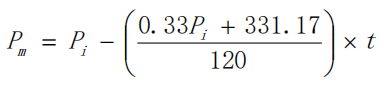 P_m = P_i − ((0.33P_i + 331.17) / 120) × t